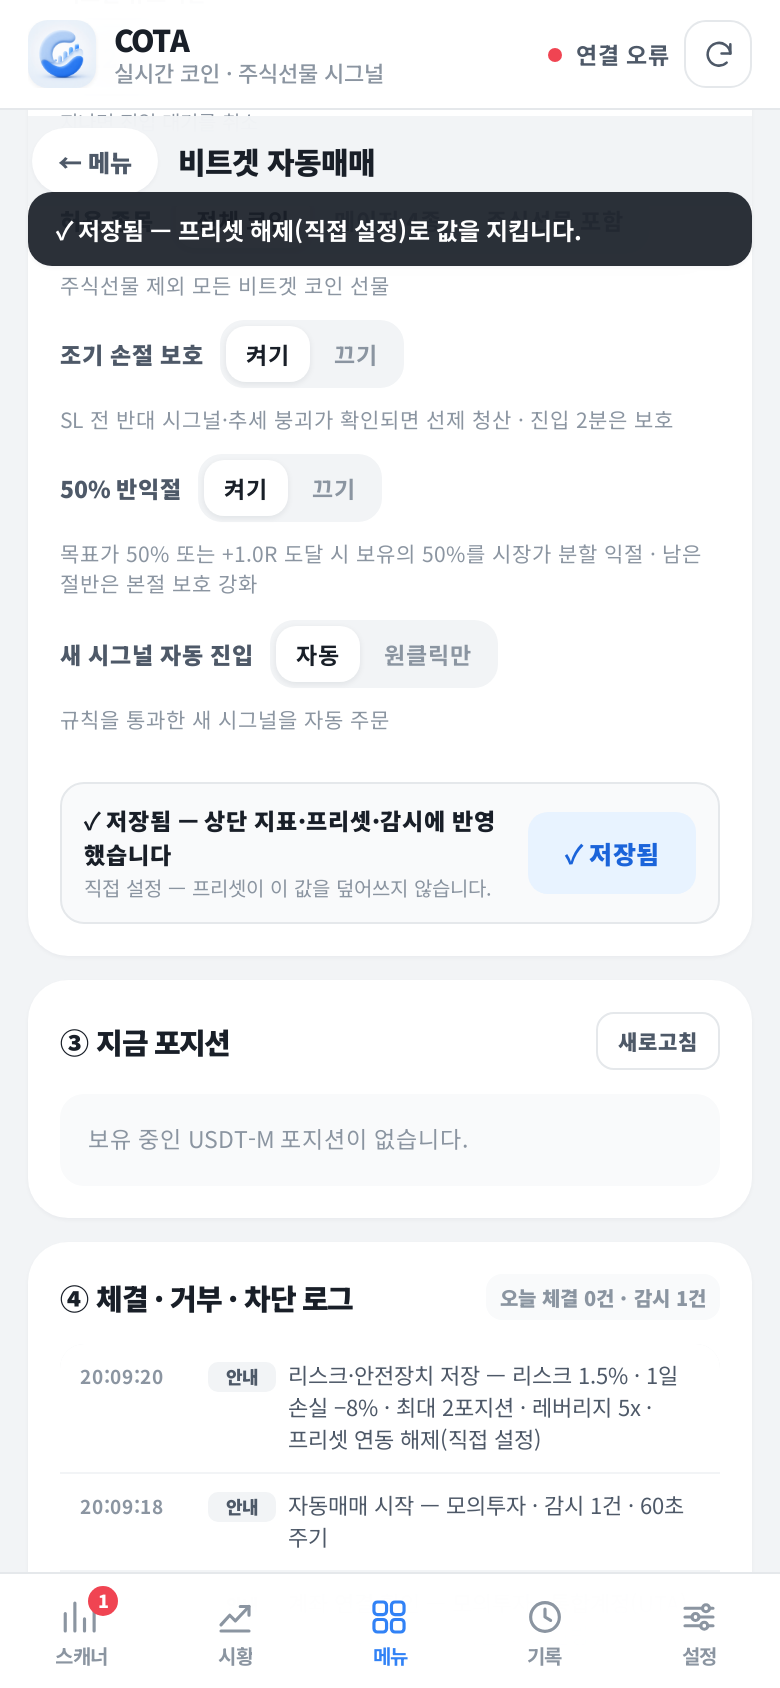 COTA
실시간 코인 · 주식선물 시그널
연결 오류
← 메뉴
비트겟 자동매매
✓ 저장됨 — 프리셋 해제(직접 설정)로 값을 지킵니다.
주식선물 제외 모든 비트겟 코인 선물
조기 손절 보호
켜기
끄기
SL 전 반대 시그널·추세 붕괴가 확인되면 선제 청산 · 진입 2분은 보호
50% 반익절
켜기
끄기
목표가 50% 또는 +1.0R 도달 시 보유의 50%를 시장가 분할 익절 · 남은
절반은 본절 보호 강화
새 시그널 자동 진입
자동
원클릭만
규칙을 통과한 새 시그널을 자동 주문
✓ 저장됨 — 상단 지표·프리셋·감시에 반영
했습니다
직접 설정 — 프리셋이 이 값을 덮어쓰지 않습니다.
✓ 저장됨
③ 지금 포지션
새로고침
보유 중인 USDT-M 포지션이 없습니다.
④ 체결 · 거부 · 차단 로그
오늘 체결 0건 · 감시 1건
20:09:20
안내
리스크·안전장치 저장 — 리스크 1.5% · 1일
손실 −8% · 최대 2포지션 · 레버리지 5x ·
프리셋 연동 해제(직접 설정)
20:09:18
안내
자동매매 시작 — 모의투자 · 감시 1건 · 60초
주기
1
스캐너
시황
메뉴
기록
설정